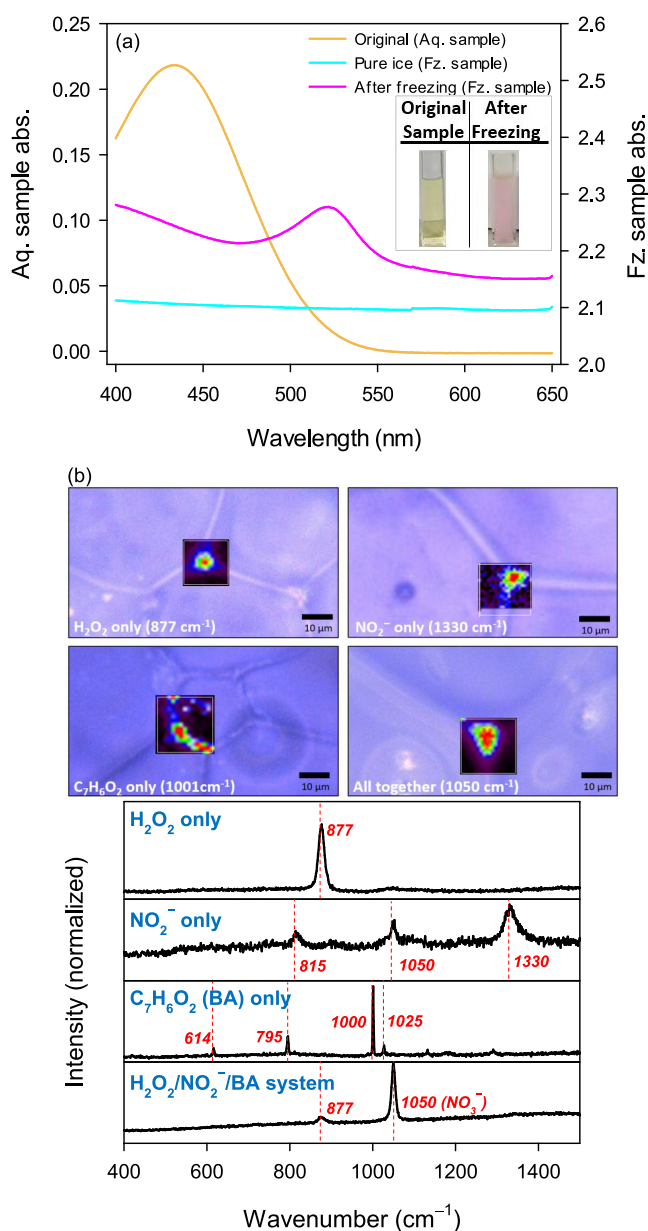 (a)
Original (Aq. sample)
Pure ice (Fz. sample)
After freezing (Fz. sample)
Original Sample
After Freezing
Aq. sample abs.
0.25
0.20
0.15
0.10
0.05
0.00
Fz. sample abs.
2.6
2.5
2.4
2.3
2.2
2.1
2.0
400
450
500
550
600
650
Wavelength (nm)
(b)
H₂O₂ only (877 cm⁻¹)
10 µm
NO₂⁻ only (1330 cm⁻¹)
10 µm
C₇H₆O₂ only (1001cm⁻¹)
10 µm
All together (1050 cm⁻¹)
10 µm
Intensity (normalized)
H₂O₂ only
877
NO₂⁻ only
815
1050
1330
C₇H₆O₂ (BA) only
614
795
1000
1025
H₂O₂/NO₂⁻/BA system
877
1050 (NO₃⁻)
400
600
800
1000
1200
1400
Wavenumber (cm⁻¹)